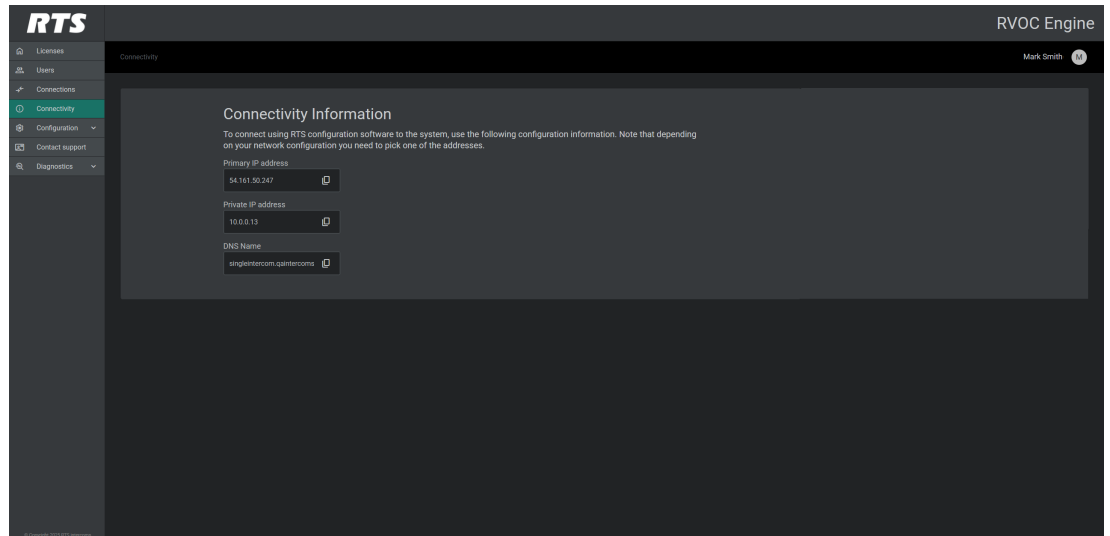 RTS
RVOC Engine
Licenses
Users
Connections
Connectivity
Configuration
Contact support
Diagnostics
Connectivity
Mark Smith M
Connectivity Information
To connect using RTS configuration software to the system, use the following configuration information. Note that depending
on your network configuration you need to pick one of the addresses.
Primary IP address
54.161.50.247
Private IP address
10.0.0.13
DNS Name
singleintercom.qaintercoms